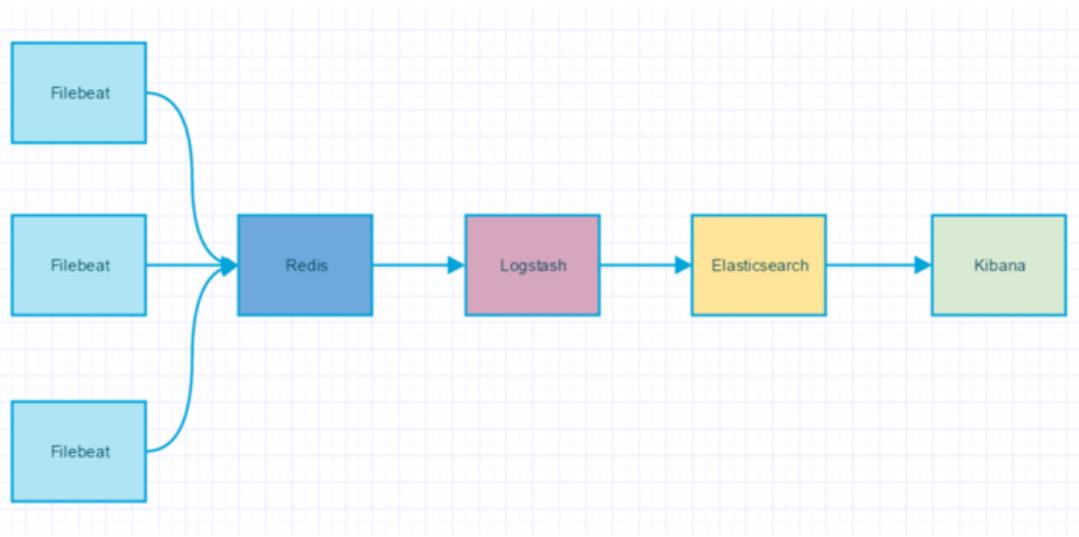 Filebeat
Filebeat
Redis
Logstash
Elasticsearch
Kibana
Filebeat